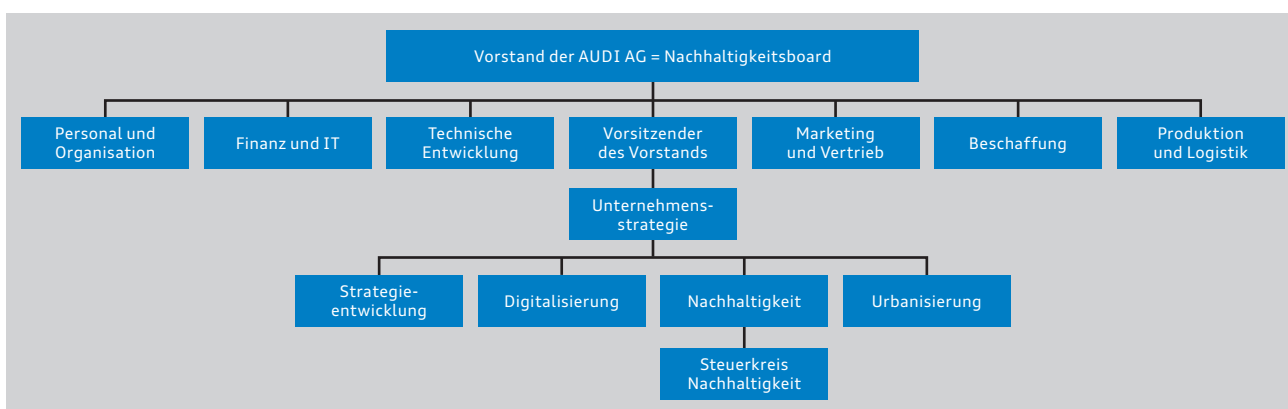 Vorstand der AUDI AG = Nachhaltigkeitsboard
Personal und
Organisation
Finanz und IT
Technische
Entwicklung
Vorsitzender
des Vorstands
Marketing
und Vertrieb
Beschaffung
Produktion
und Logistik
Unternehmens-
strategie
Strategie-
entwicklung
Digitalisierung
Nachhaltigkeit
Urbanisierung
Steuerkreis
Nachhaltigkeit